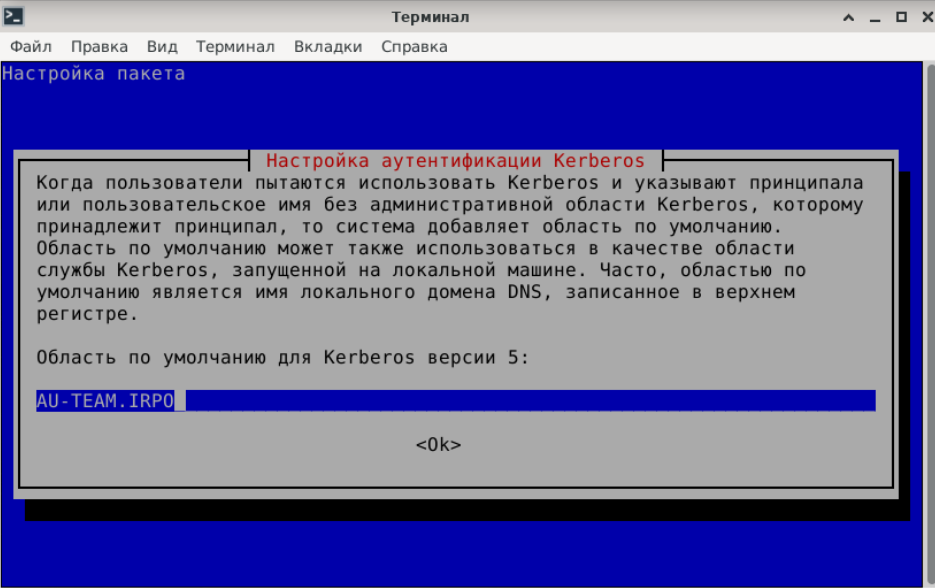 Терминал
Файл Правка Вид Терминал Вкладки Справка
Настройка пакета
Настройка аутентификации Kerberos
Когда пользователи пытаются использовать Kerberos и указывают принципала
или пользовательское имя без административной области Kerberos, которому
принадлежит принципал, то система добавляет область по умолчанию.
Область по умолчанию может также использоваться в качестве области
службы Kerberos, запущенной на локальной машине. Часто, областью по
умолчанию является имя локального домена DNS, записанное в верхнем
регистре.
Область по умолчанию для Kerberos версии 5:
AU-TEAM.IRPO
<Ok>